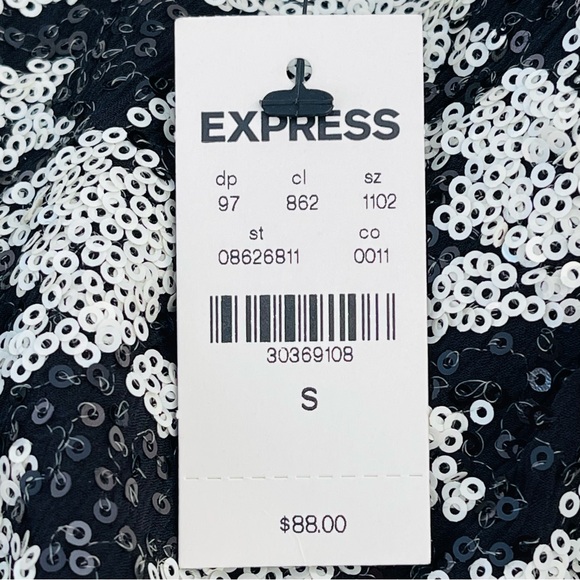 EXPRESS
dp cl sz
97 862 1102
st co
08626811 0011
30369108
S
$88.00